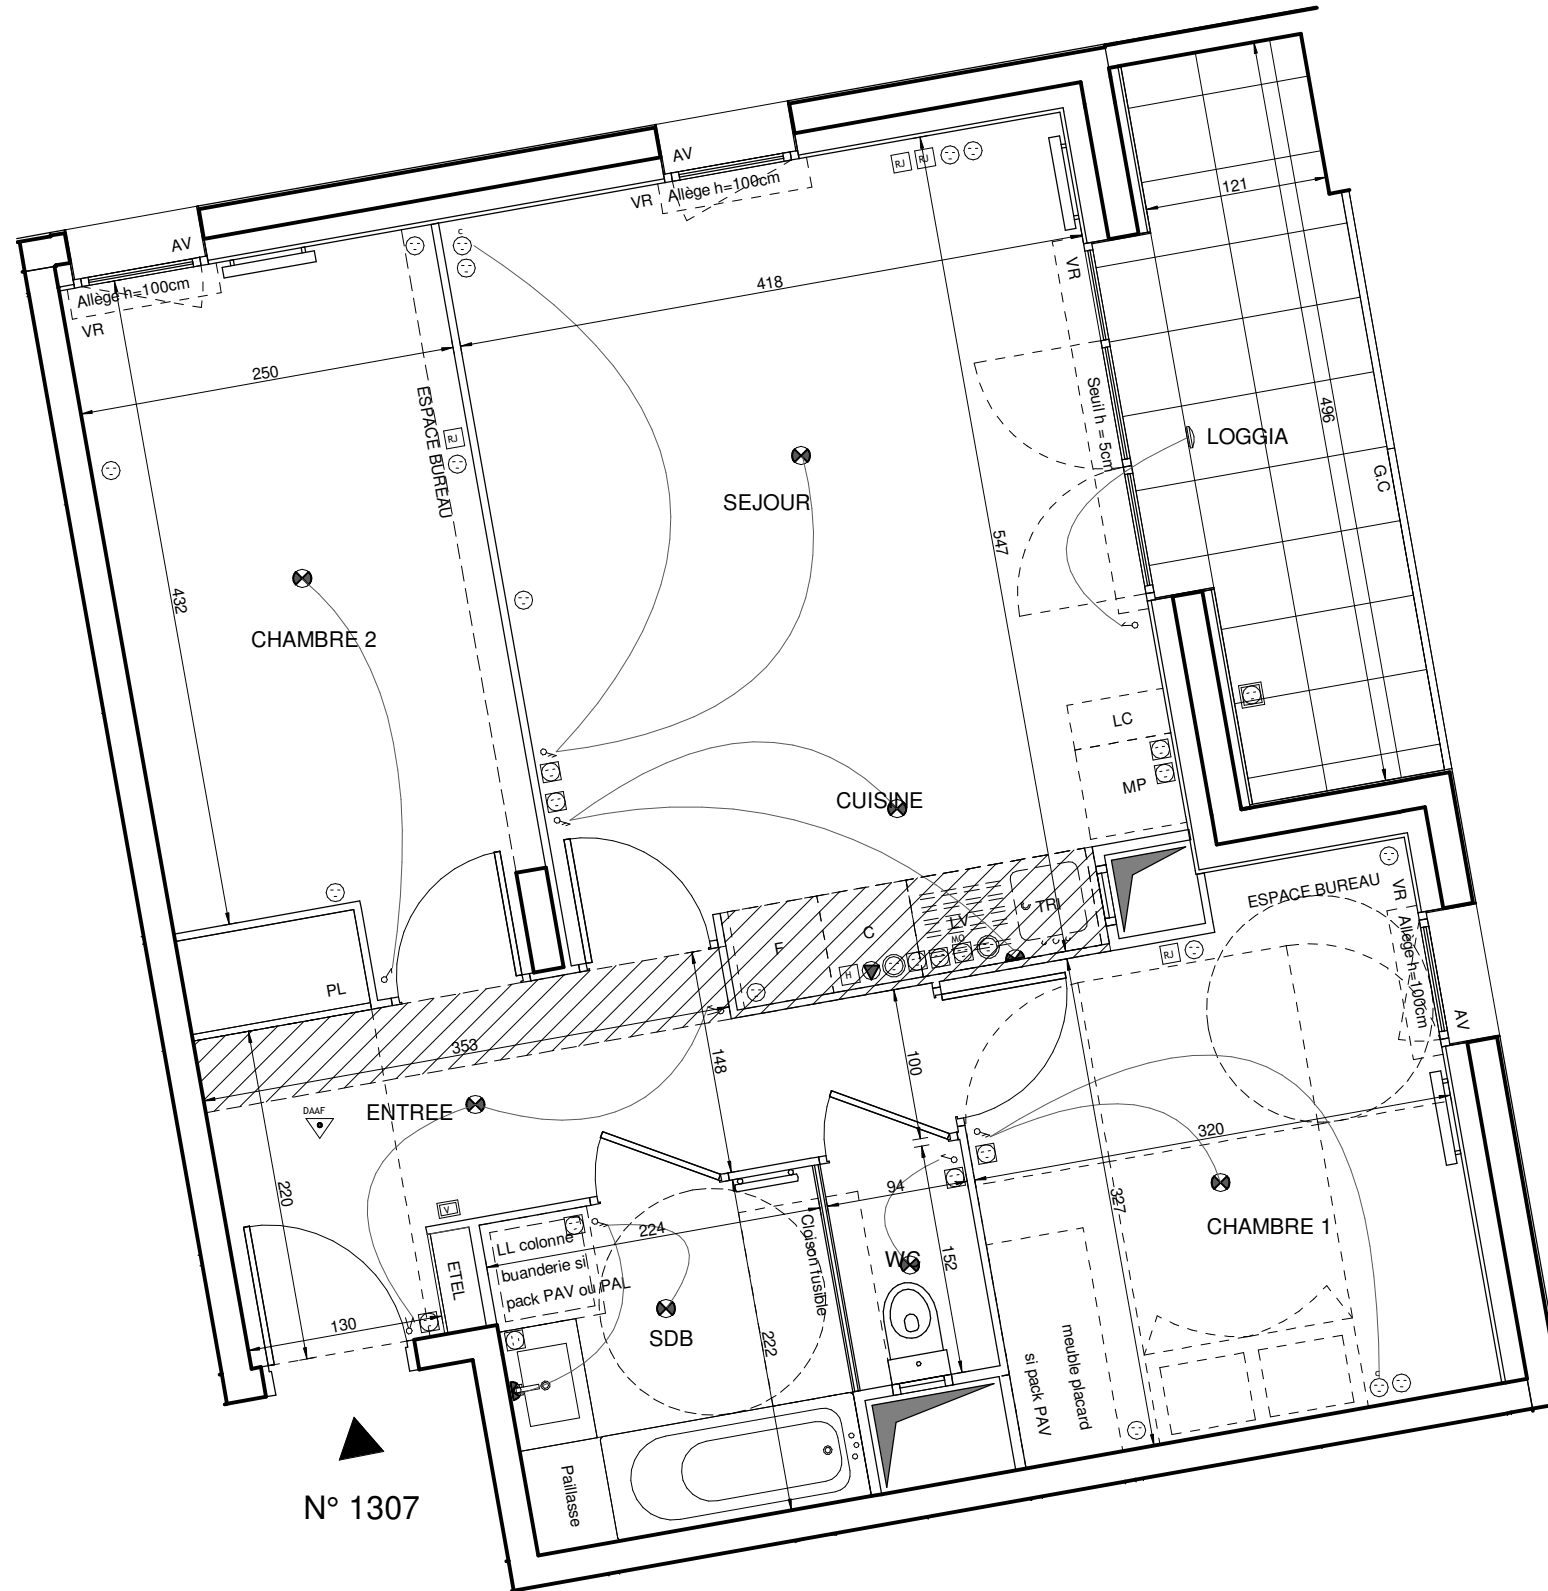 AV
Allège h=100cm
VR
RJ
RJ
121
AV
Allège h=100cm
VR
c
418
VR
250
ESPACE BUREAU
RJ
Seuil h = 5cm
496
LOGGIA
G.C
SEJOUR
547
432
CHAMBRE 2
LC
MP
CUISINE
ESPACE BUREAU
VR
Allège h=100cm
AV
TRI
LV
MO
C
F
H
RJ
PL
353
148
100
DAAF
ENTREE
320
327
220
V
94
224
LL colonne
buanderie si
pack PAV ou PAL
Cloison fusible
WC
152
CHAMBRE 1
ETEL
130
SDB
222
meuble placard
si pack PAV
c
Paillasse
N° 1307